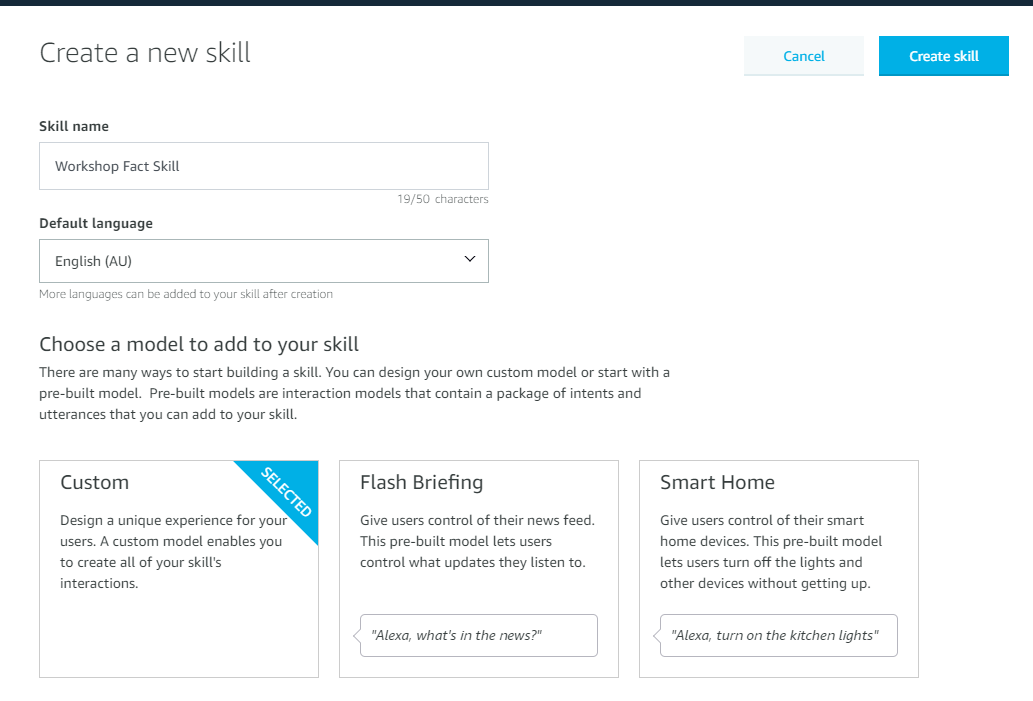 Create a new skill
Cancel
Create skill
Skill name
Workshop Fact Skill
19/50 characters
Default language
English (AU)
More languages can be added to your skill after creation
Choose a model to add to your skill
There are many ways to start building a skill. You can design your own custom model or start with a
pre-built model. Pre-built models are interaction models that contain a package of intents and
utterances that you can add to your skill.
Custom
SELECTED
Design a unique experience for your
users. A custom model enables you
to create all of your skill's
interactions.
Flash Briefing
Give users control of their news feed.
This pre-built model lets users
control what updates they listen to.
"Alexa, what's in the news?"
Smart Home
Give users control of their smart
home devices. This pre-built model
lets users turn off the lights and
other devices without getting up.
"Alexa, turn on the kitchen lights"